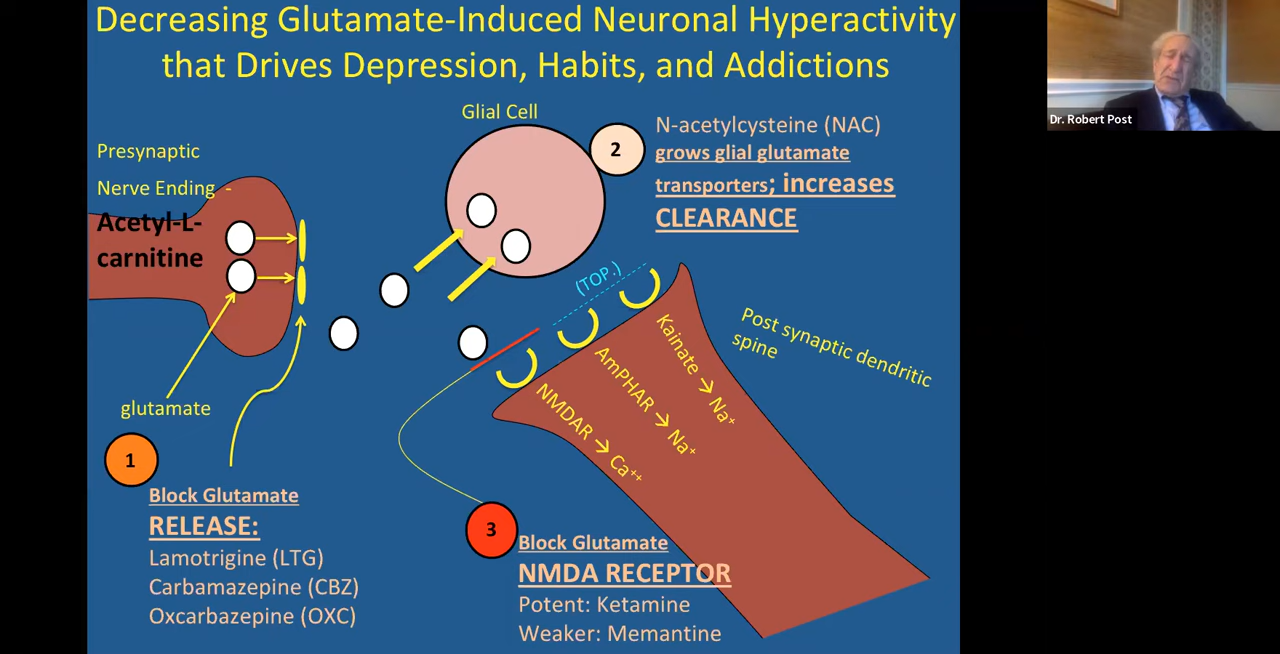 Decreasing Glutamate-Induced Neuronal Hyperactivity
that Drives Depression, Habits, and Addictions
Dr. Robert Post
Glial Cell
Presynaptic
Nerve Ending -
Acetyl-L-
carnitine
2
N-acetylcysteine (NAC)
grows glial glutamate
transporters; increases
CLEARANCE
(TOP.)
Kainate → Na⁺
AmPHAR → Na⁺
NMDAR → Ca⁺⁺
Post synaptic dendritic
spine
glutamate
1
Block Glutamate
RELEASE:
Lamotrigine (LTG)
Carbamazepine (CBZ)
Oxcarbazepine (OXC)
3
Block Glutamate
NMDA RECEPTOR
Potent: Ketamine
Weaker: Memantine